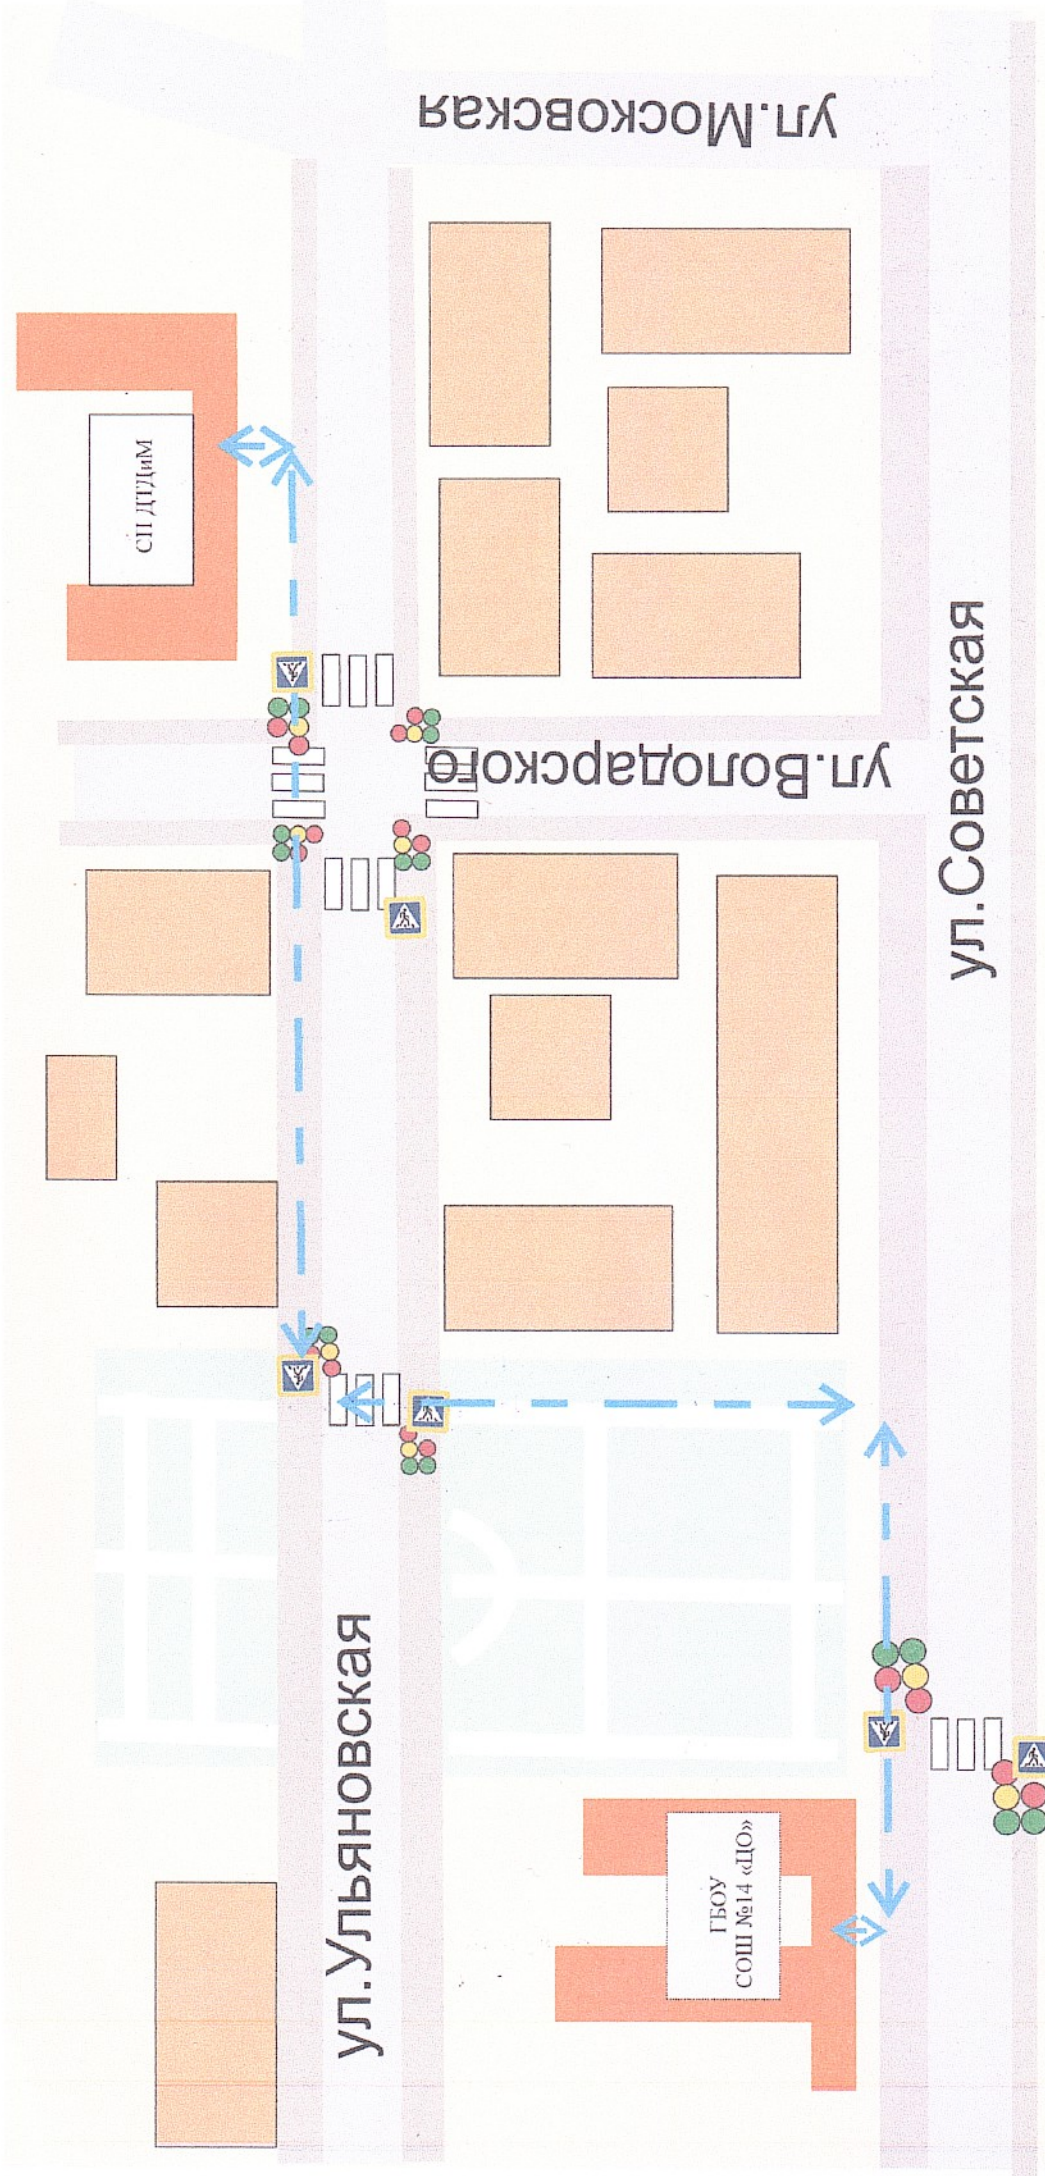 ул.Московская
СП ДТДиМ
ул.Володарского
ул.Советская
ул.Ульяновская
ГБОУ
СОШ №14 «ЦО»